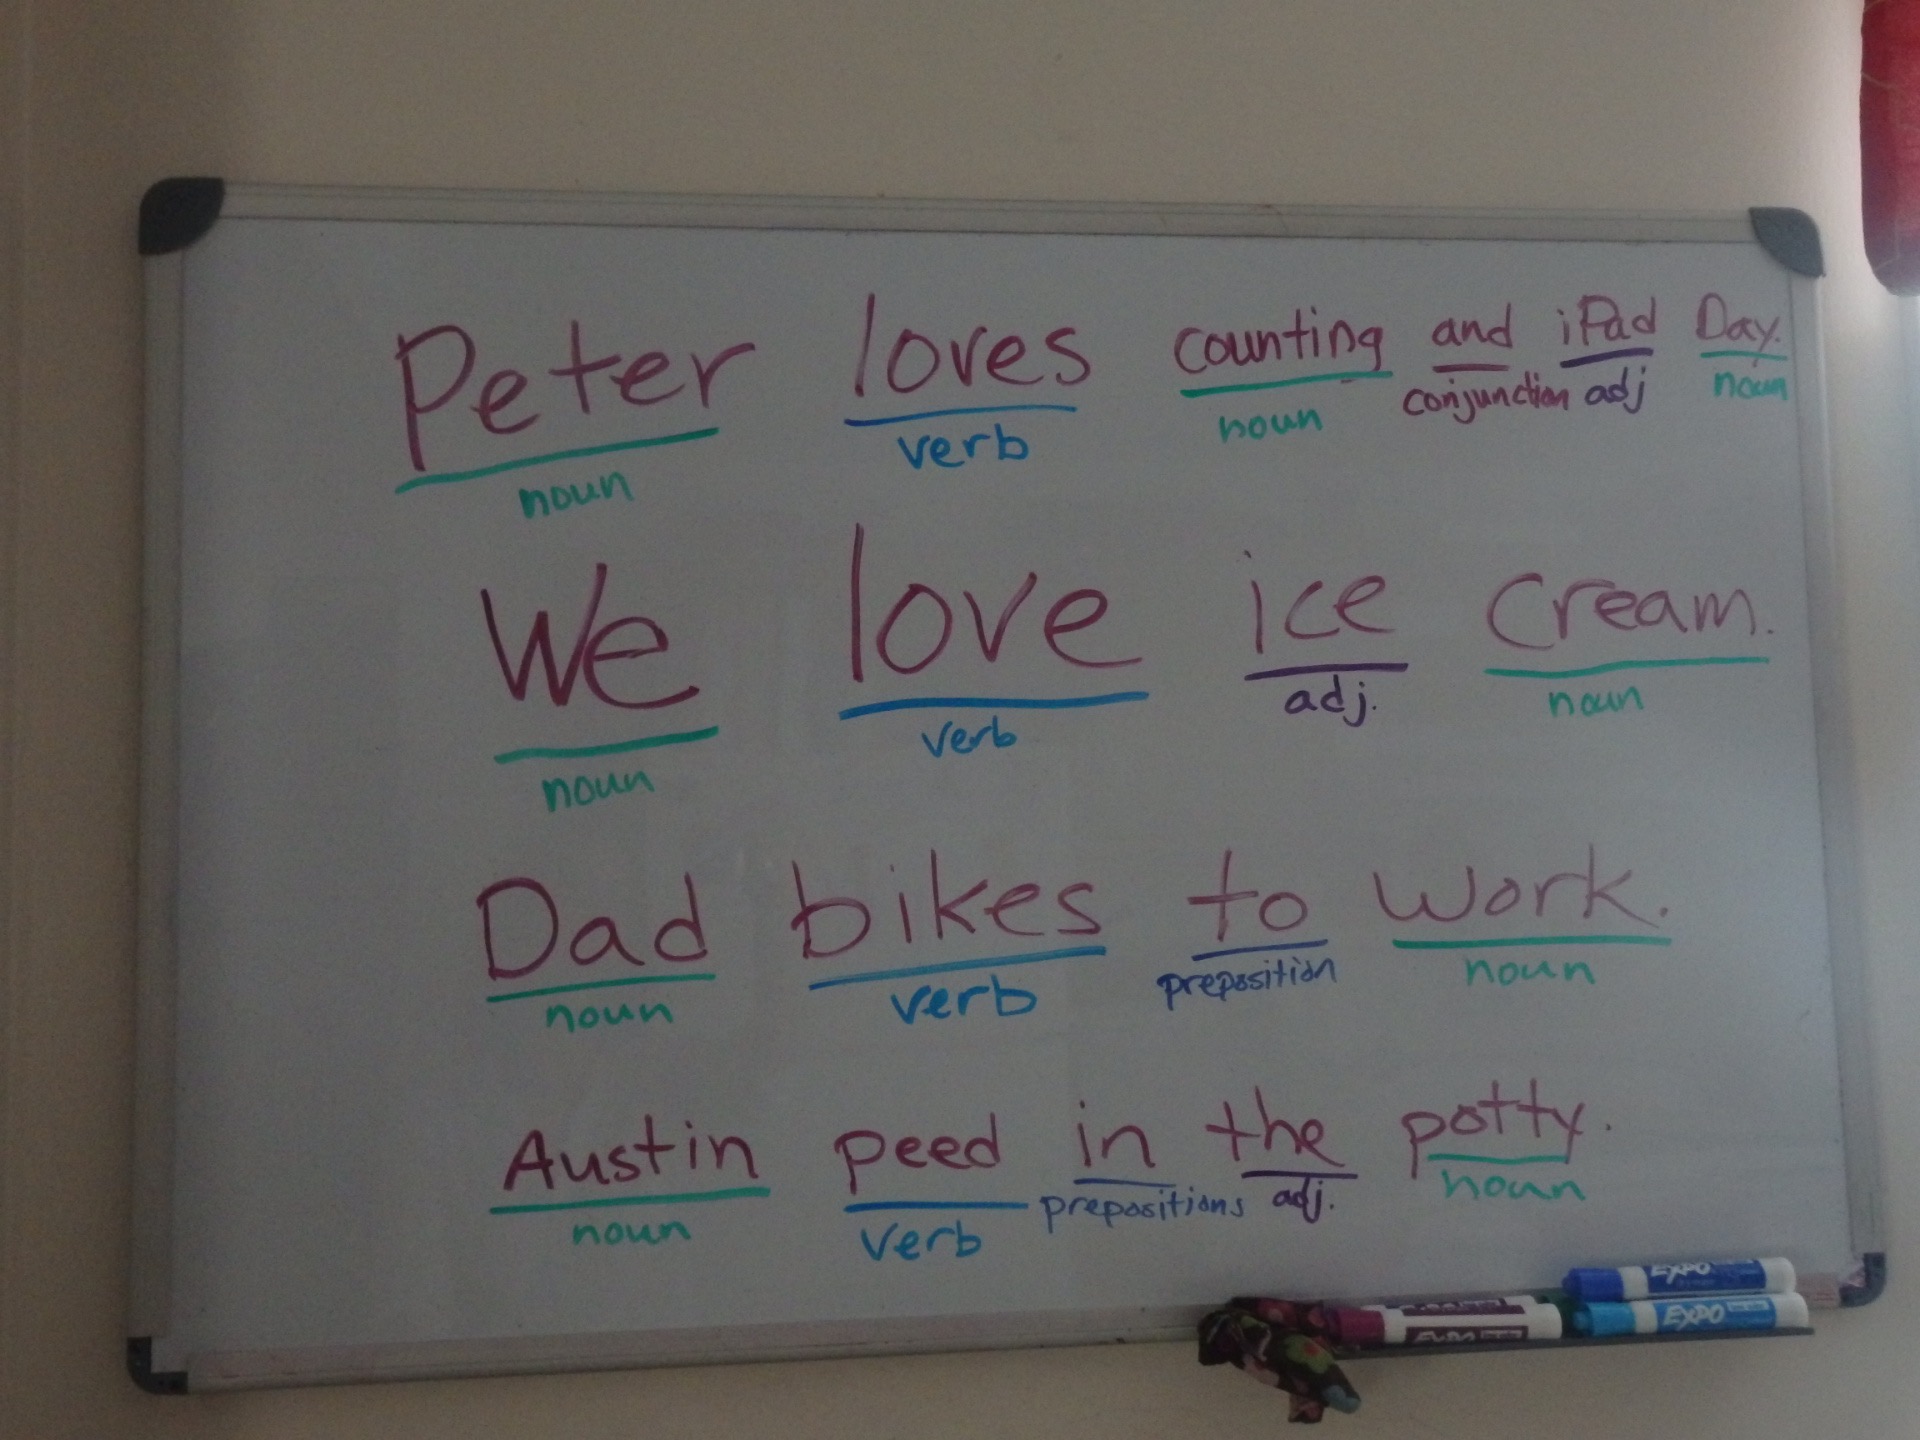 Peter loves counting and iPad Day.
noun verb noun conjunction adj noun
We love ice cream.
noun verb adj. noun
Dad bikes to work.
noun verb preposition noun
Austin peed in the potty.
noun verb prepositions adj. noun
EXPO
EXPO EXPO